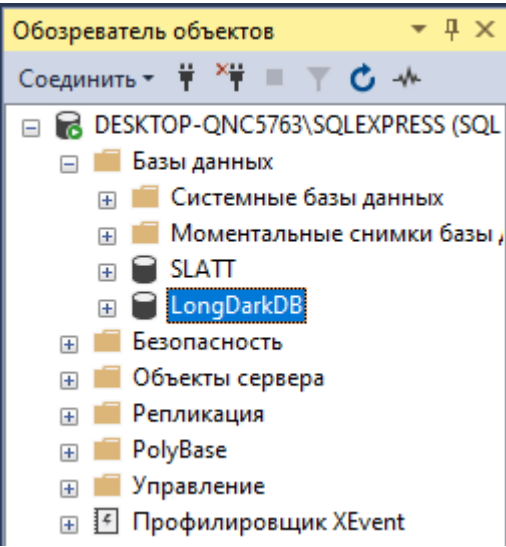 Обозреватель объектов
Соединить
DESKTOP-QNC5763\SQLEXPRESS (SQL
Базы данных
Системные базы данных
Моментальные снимки базы
SLATT
LongDarkDB
Безопасность
Объекты сервера
Репликация
PolyBase
Управление
Профилировщик XEvent